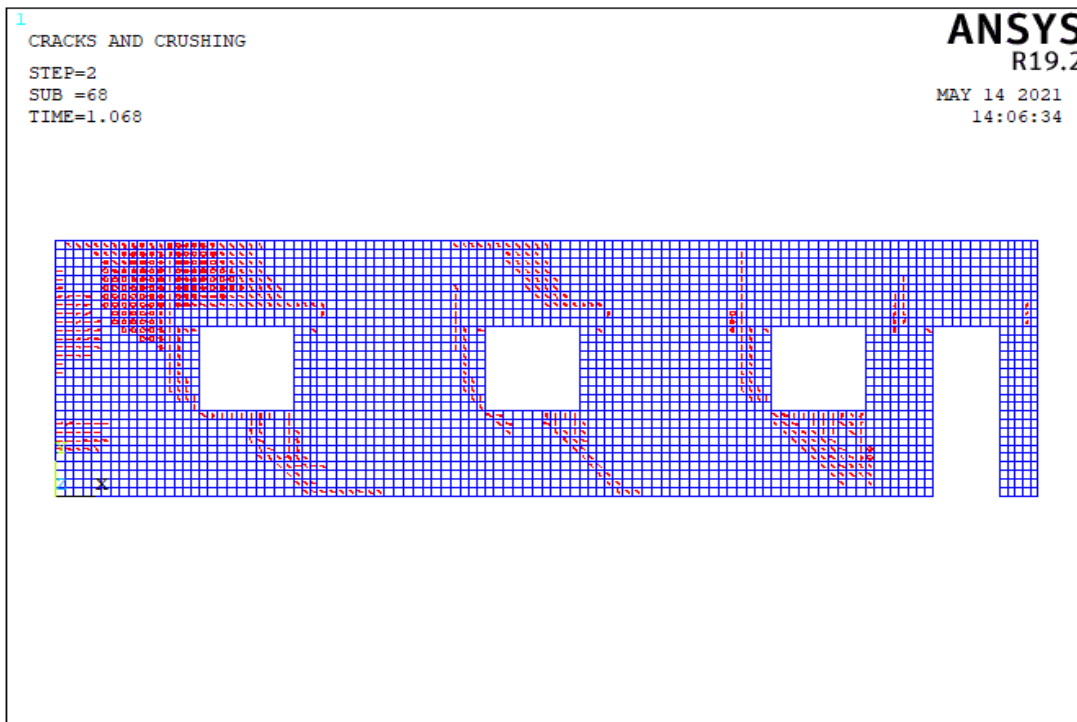 1
CRACKS AND CRUSHING
STEP=2
SUB =68
TIME=1.068
ANSYS
R19.2
MAY 14 2021
14:06:34
Y
Z X